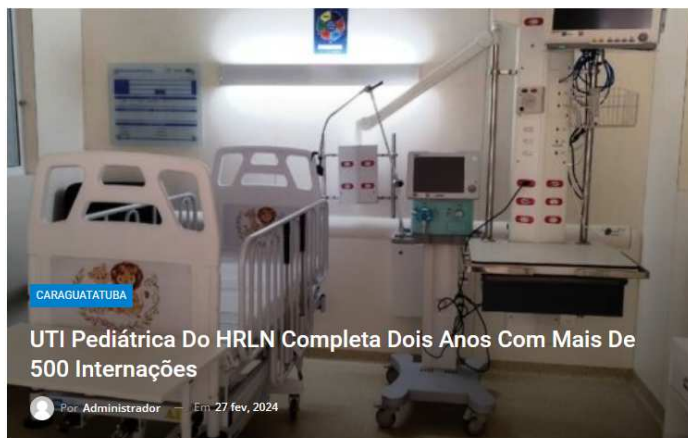 CARAGUATATUBA
UTI Pediátrica Do HRLN Completa Dois Anos Com Mais De
500 Internações
Por Administrador — Em 27 fev, 2024